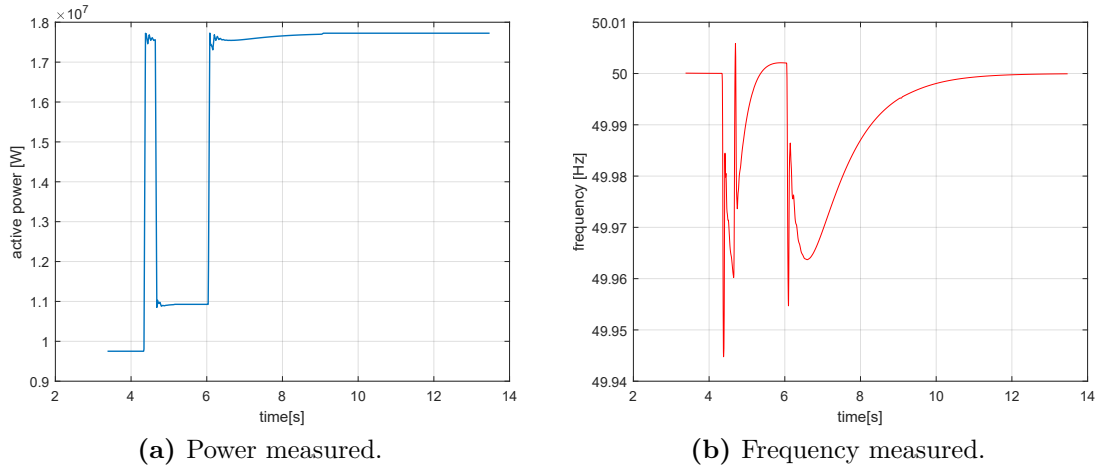 ×10⁷
1.8
1.7
1.6
1.5
1.4
1.3
1.2
1.1
1
0.9
active power [W]
2 4 6 8 10 12 14
time[s]
(a) Power measured.
50.01
50
49.99
49.98
49.97
49.96
49.95
49.94
frequency [Hz]
2 4 6 8 10 12 14
time[s]
(b) Frequency measured.